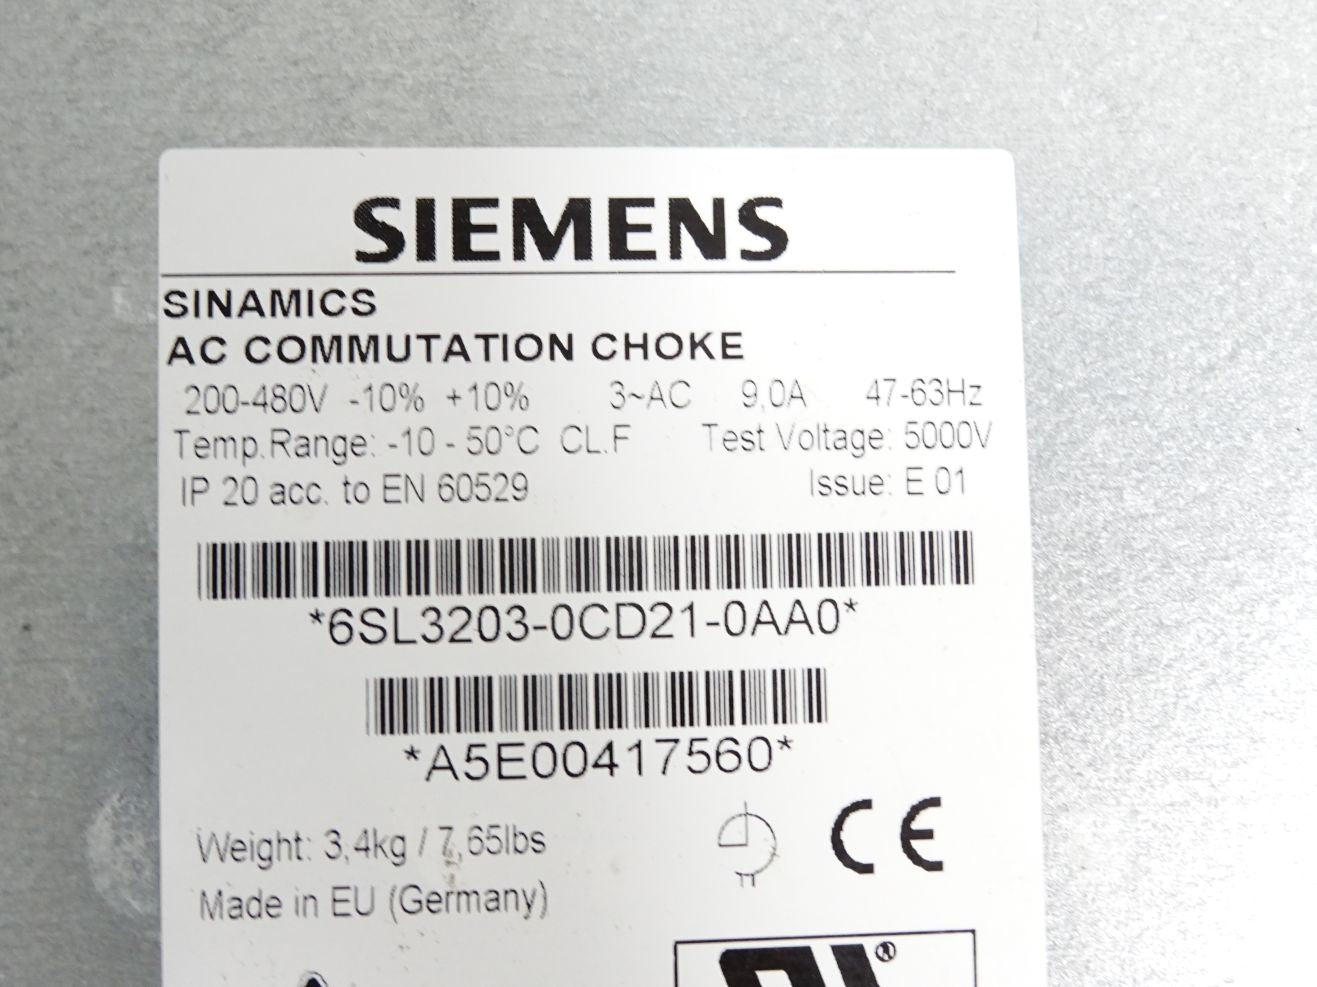 SIEMENS
SINAMICS
AC COMMUTATION CHOKE
200-480V -10% +10% 3~AC 9,0A 47-63Hz
Temp.Range: -10 - 50°C CL.F Test Voltage: 5000V
IP 20 acc. to EN 60529 Issue: E 01
*6SL3203-0CD21-0AA0*
*A5E00417560*
Weight: 3,4kg / 7,65lbs
CE
Made in EU (Germany)
®